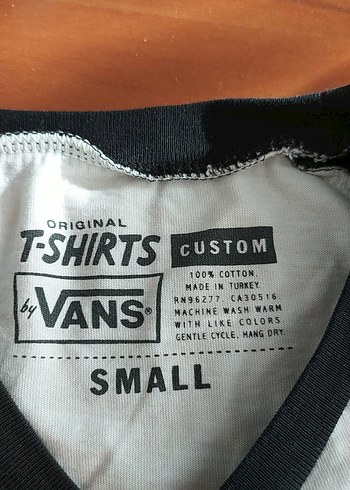 ORIGINAL
T-SHIRTS
by VANS®
CUSTOM
100% COTTON.
MADE IN TURKEY.
RN96277. CA30516
MACHINE WASH WARM
WITH LIKE COLORS
GENTLE CYCLE. HANG DRY.
SMALL